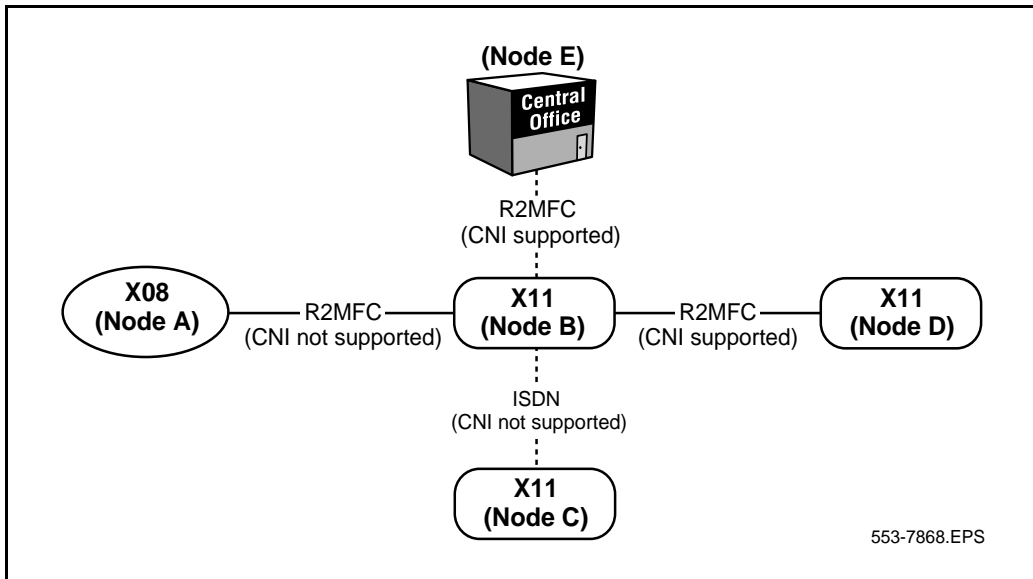 (Node E)
Central
Office
R2MFC
(CNI supported)
X08
(Node A)
R2MFC
(CNI not supported)
X11
(Node B)
R2MFC
(CNI supported)
X11
(Node D)
ISDN
(CNI not supported)
X11
(Node C)
553-7868.EPS